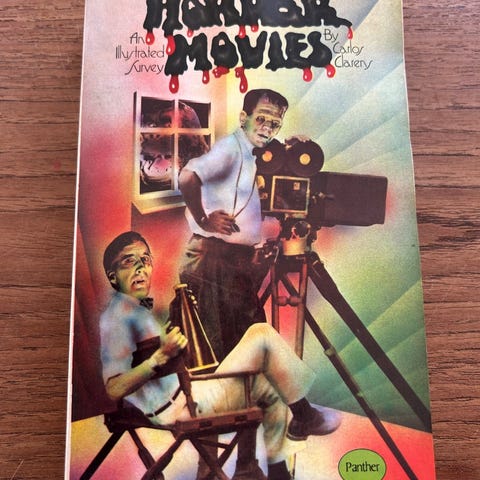 HORROR
MOVIES
An
Illustrated
Survey
By
Carlos
Clarens
Panther